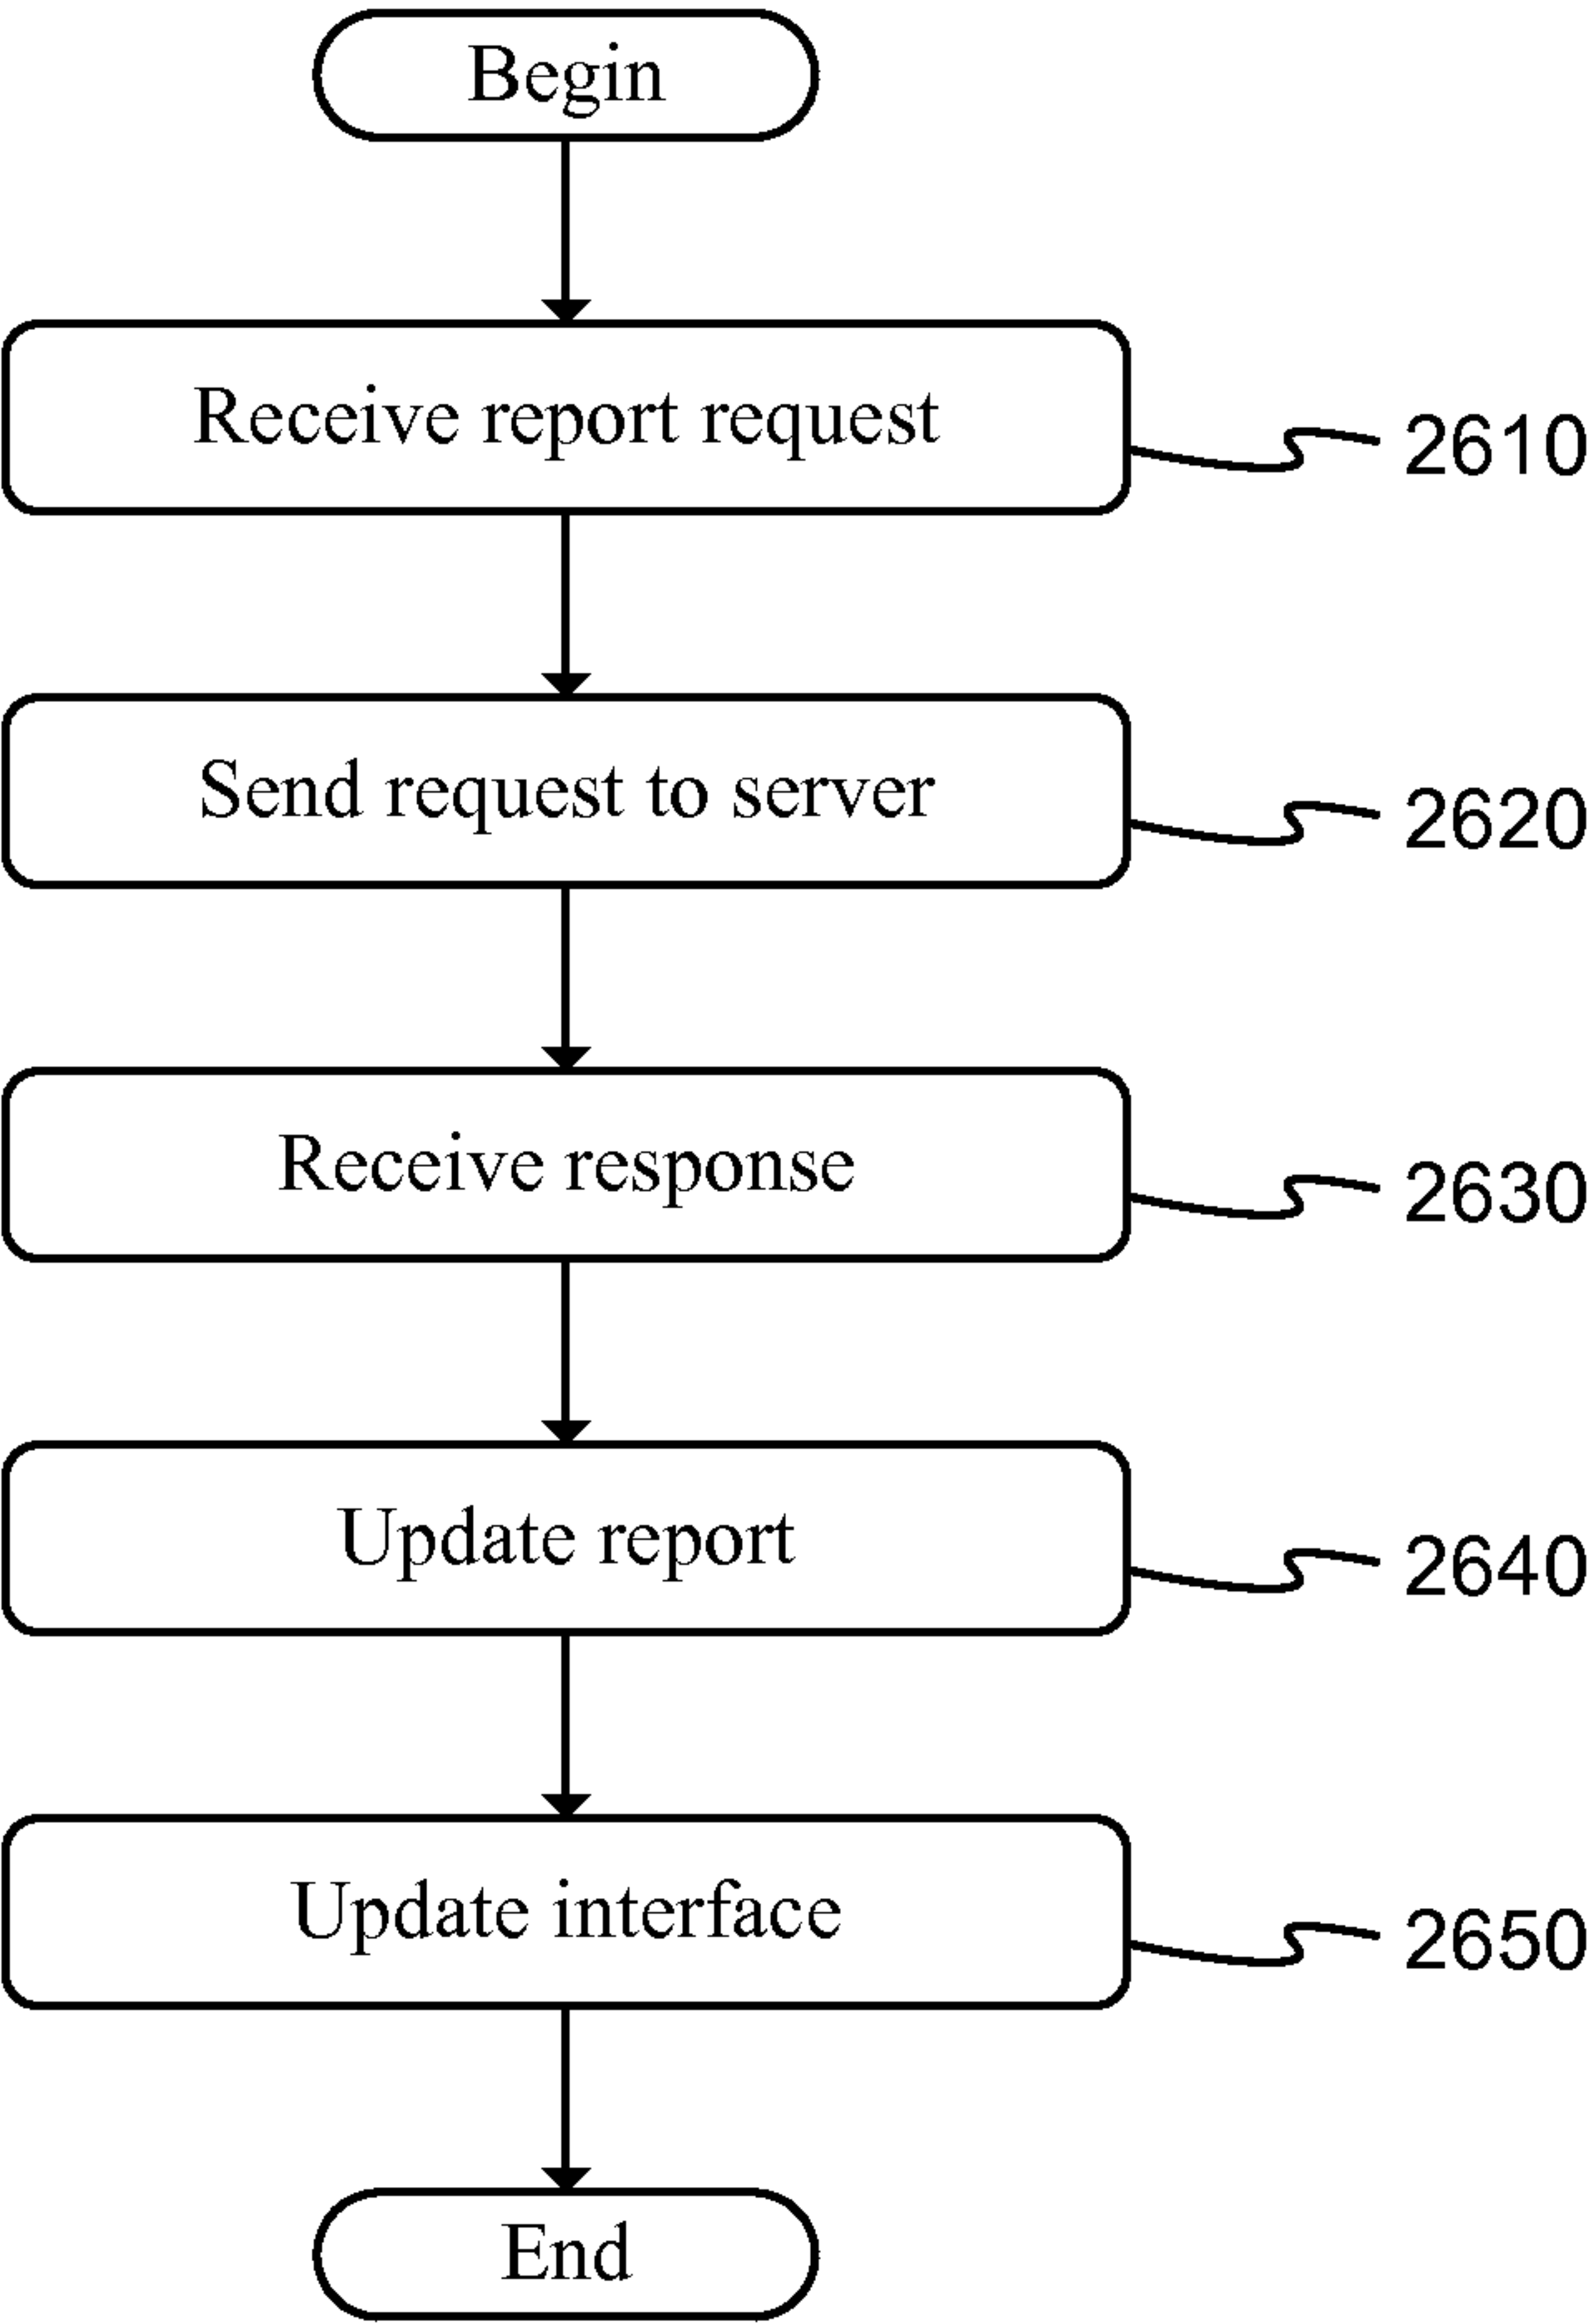 Begin
Receive report request
2610
Send request to server
2620
Receive response
2630
Update report
2640
Update interface
2650
End